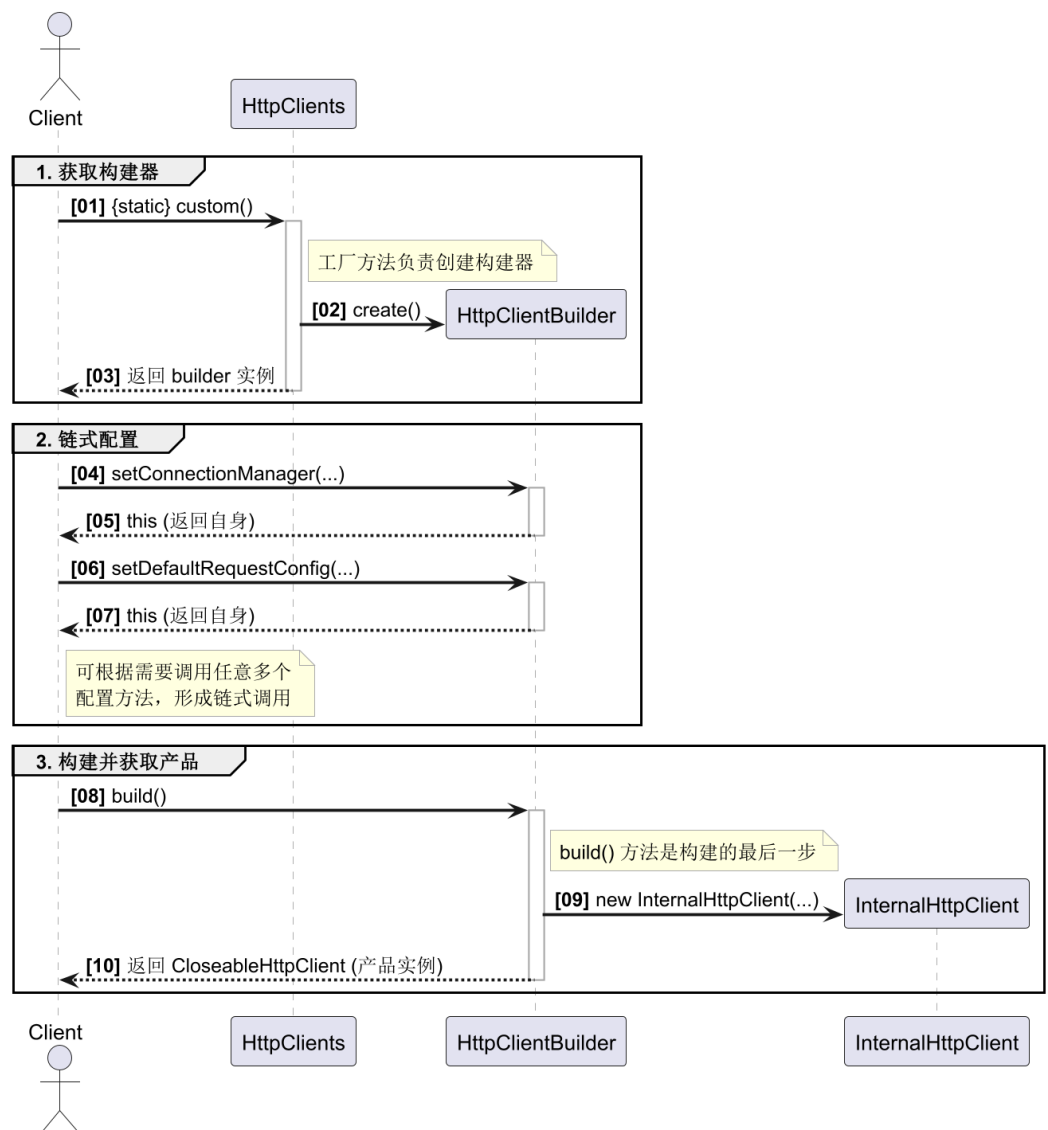 Client
HttpClients
1. 获取构建器
[01] {static} custom()
工厂方法负责创建构建器
[02] create()
HttpClientBuilder
[03] 返回 builder 实例
2. 链式配置
[04] setConnectionManager(...)
[05] this (返回自身)
[06] setDefaultRequestConfig(...)
[07] this (返回自身)
可根据需要调用任意多个
配置方法，形成链式调用
3. 构建并获取产品
[08] build()
build() 方法是构建的最后一步
[09] new InternalHttpClient(...)
InternalHttpClient
[10] 返回 CloseableHttpClient (产品实例)
Client
HttpClients
HttpClientBuilder
InternalHttpClient